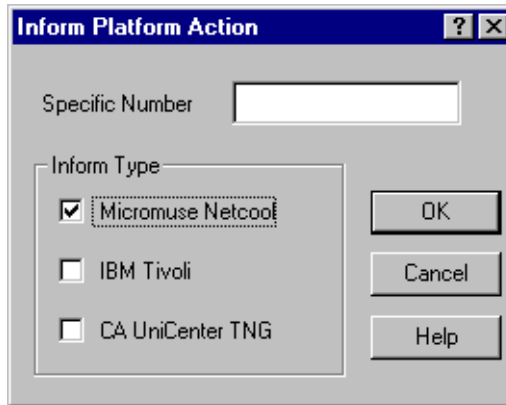 Inform Platform Action
Specific Number
Inform Type
Micromuse Netcool
OK
IBM Tivoli
Cancel
CA UniCenter TNG
Help